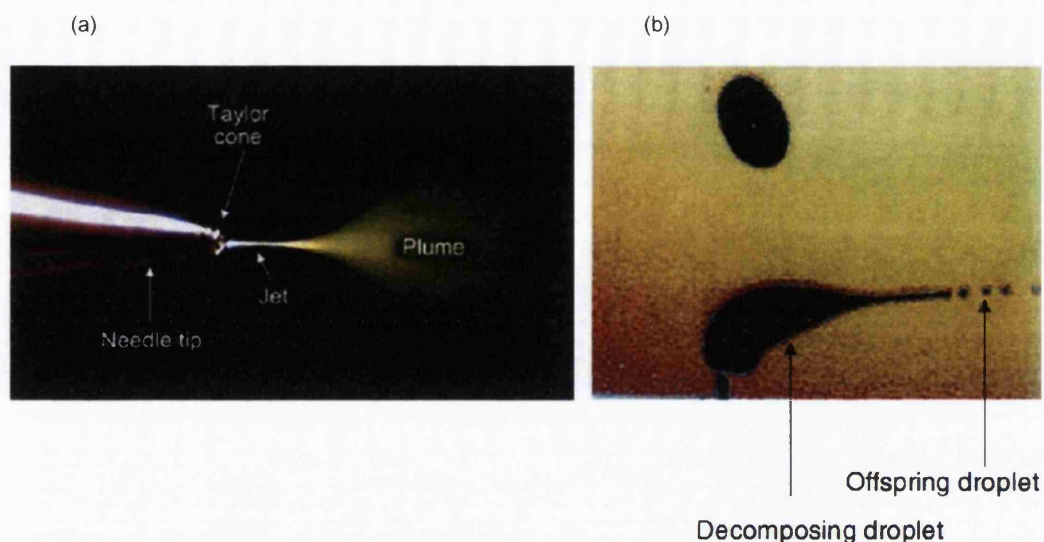 (a)
(b)
Taylor
cone
Plume
Jet
Needle tip
Offspring droplet
Decomposing droplet